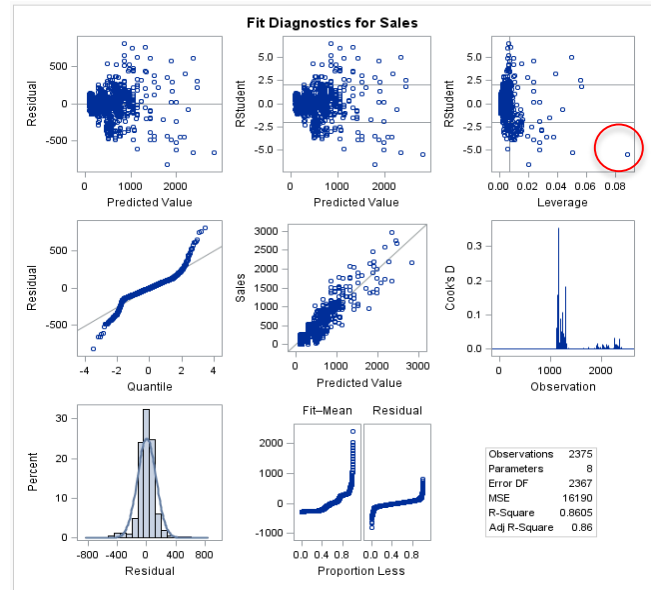 Fit Diagnostics for Sales
Residual
500
0
-500
0 1000 2000
Predicted Value
RStudent
5.0
2.5
0.0
-2.5
-5.0
0 1000 2000
Predicted Value
RStudent
5.0
2.5
0.0
-2.5
-5.0
0.00 0.02 0.04 0.06 0.08
Leverage
Residual
500
0
-500
-4 -2 0 2 4
Quantile
Sales
3000
2500
2000
1500
1000
500
0
0 1000 2000 3000
Predicted Value
Cook's D
0.3
0.2
0.1
0.0
0 1000 2000
Observation
Percent
30
20
10
0
-800 -400 0 400 800
Residual
Fit–Mean Residual
2000
1000
0
-1000
0.0 0.4 0.8 0.0 0.4 0.8
Proportion Less
Observations 2375
Parameters 8
Error DF 2367
MSE 16190
R-Square 0.8605
Adj R-Square 0.86